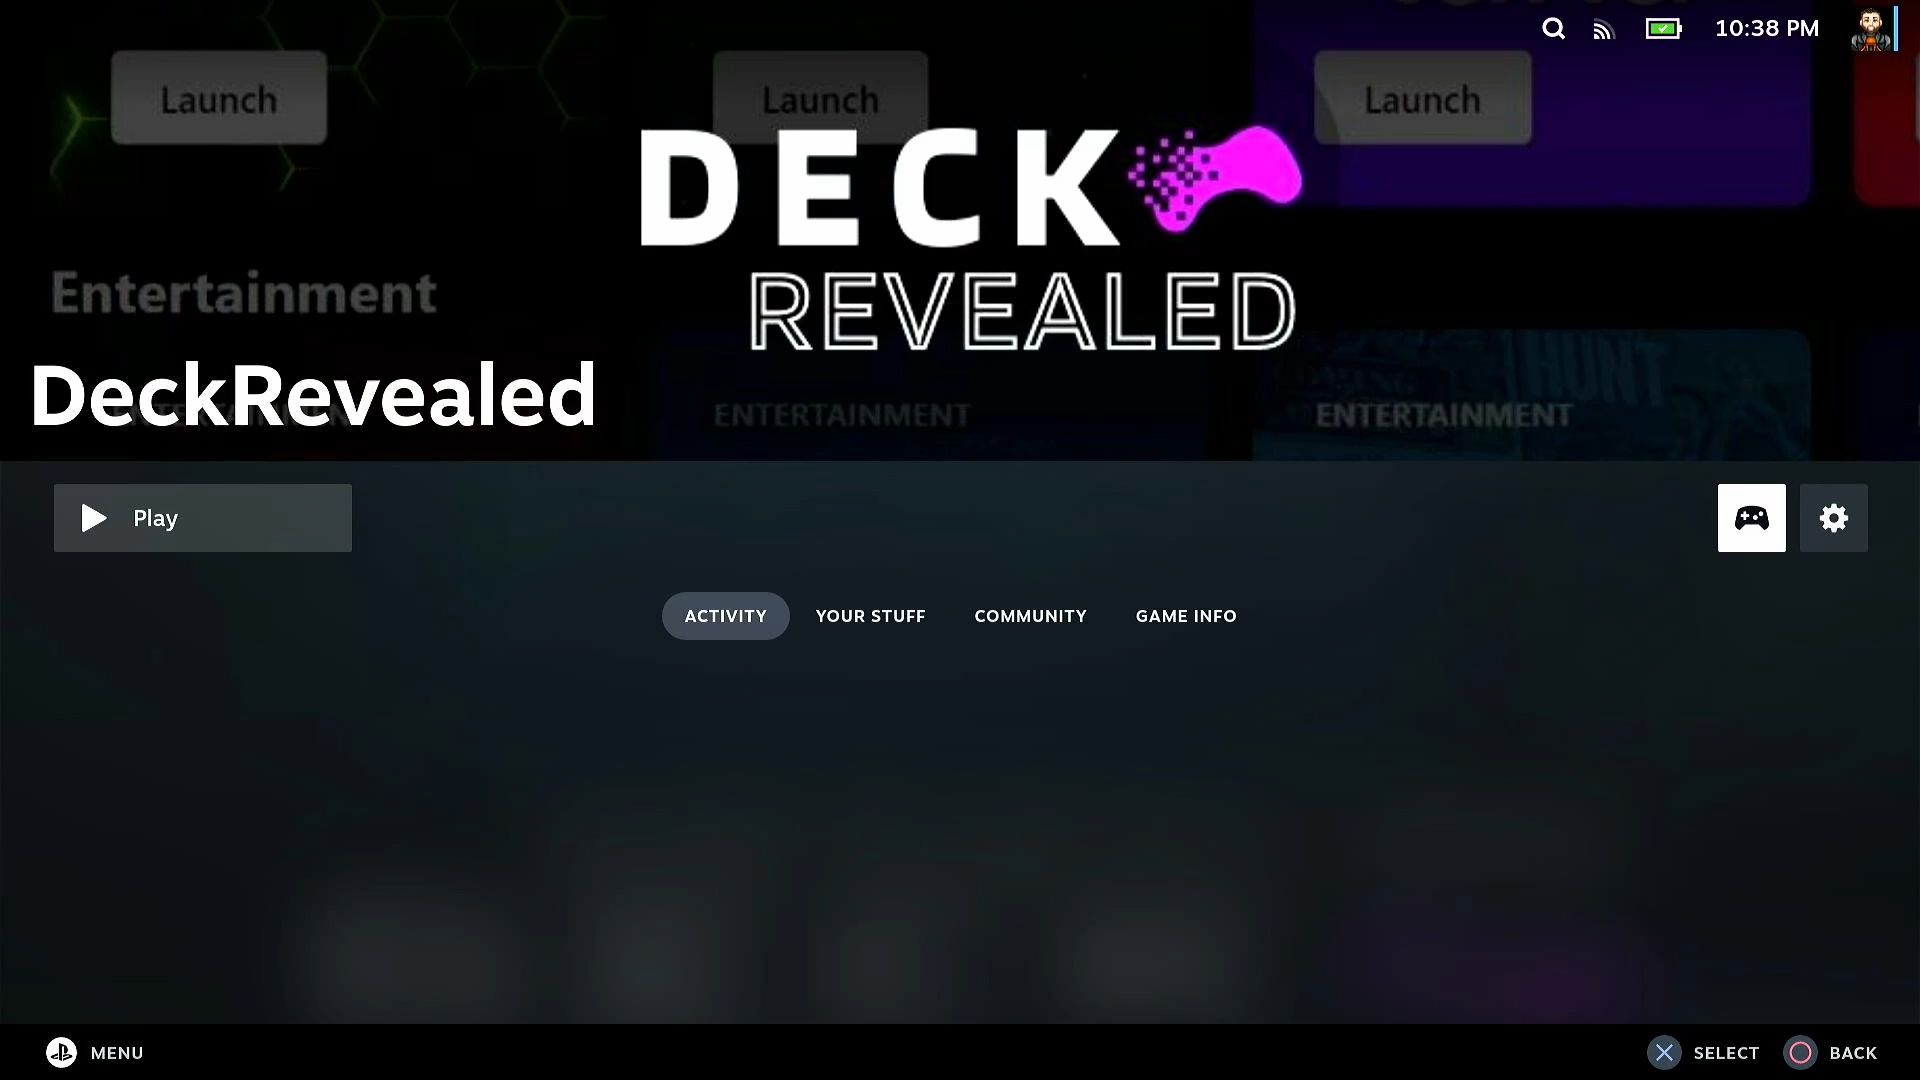 10:38 PM
Launch
Launch
Launch
DECK
REVEALED
Entertainment
HUNT
DeckRevealed
ENTERTAINMENT
ENTERTAINMENT
Play
ACTIVITY
YOUR STUFF
COMMUNITY
GAME INFO
MENU
SELECT
BACK